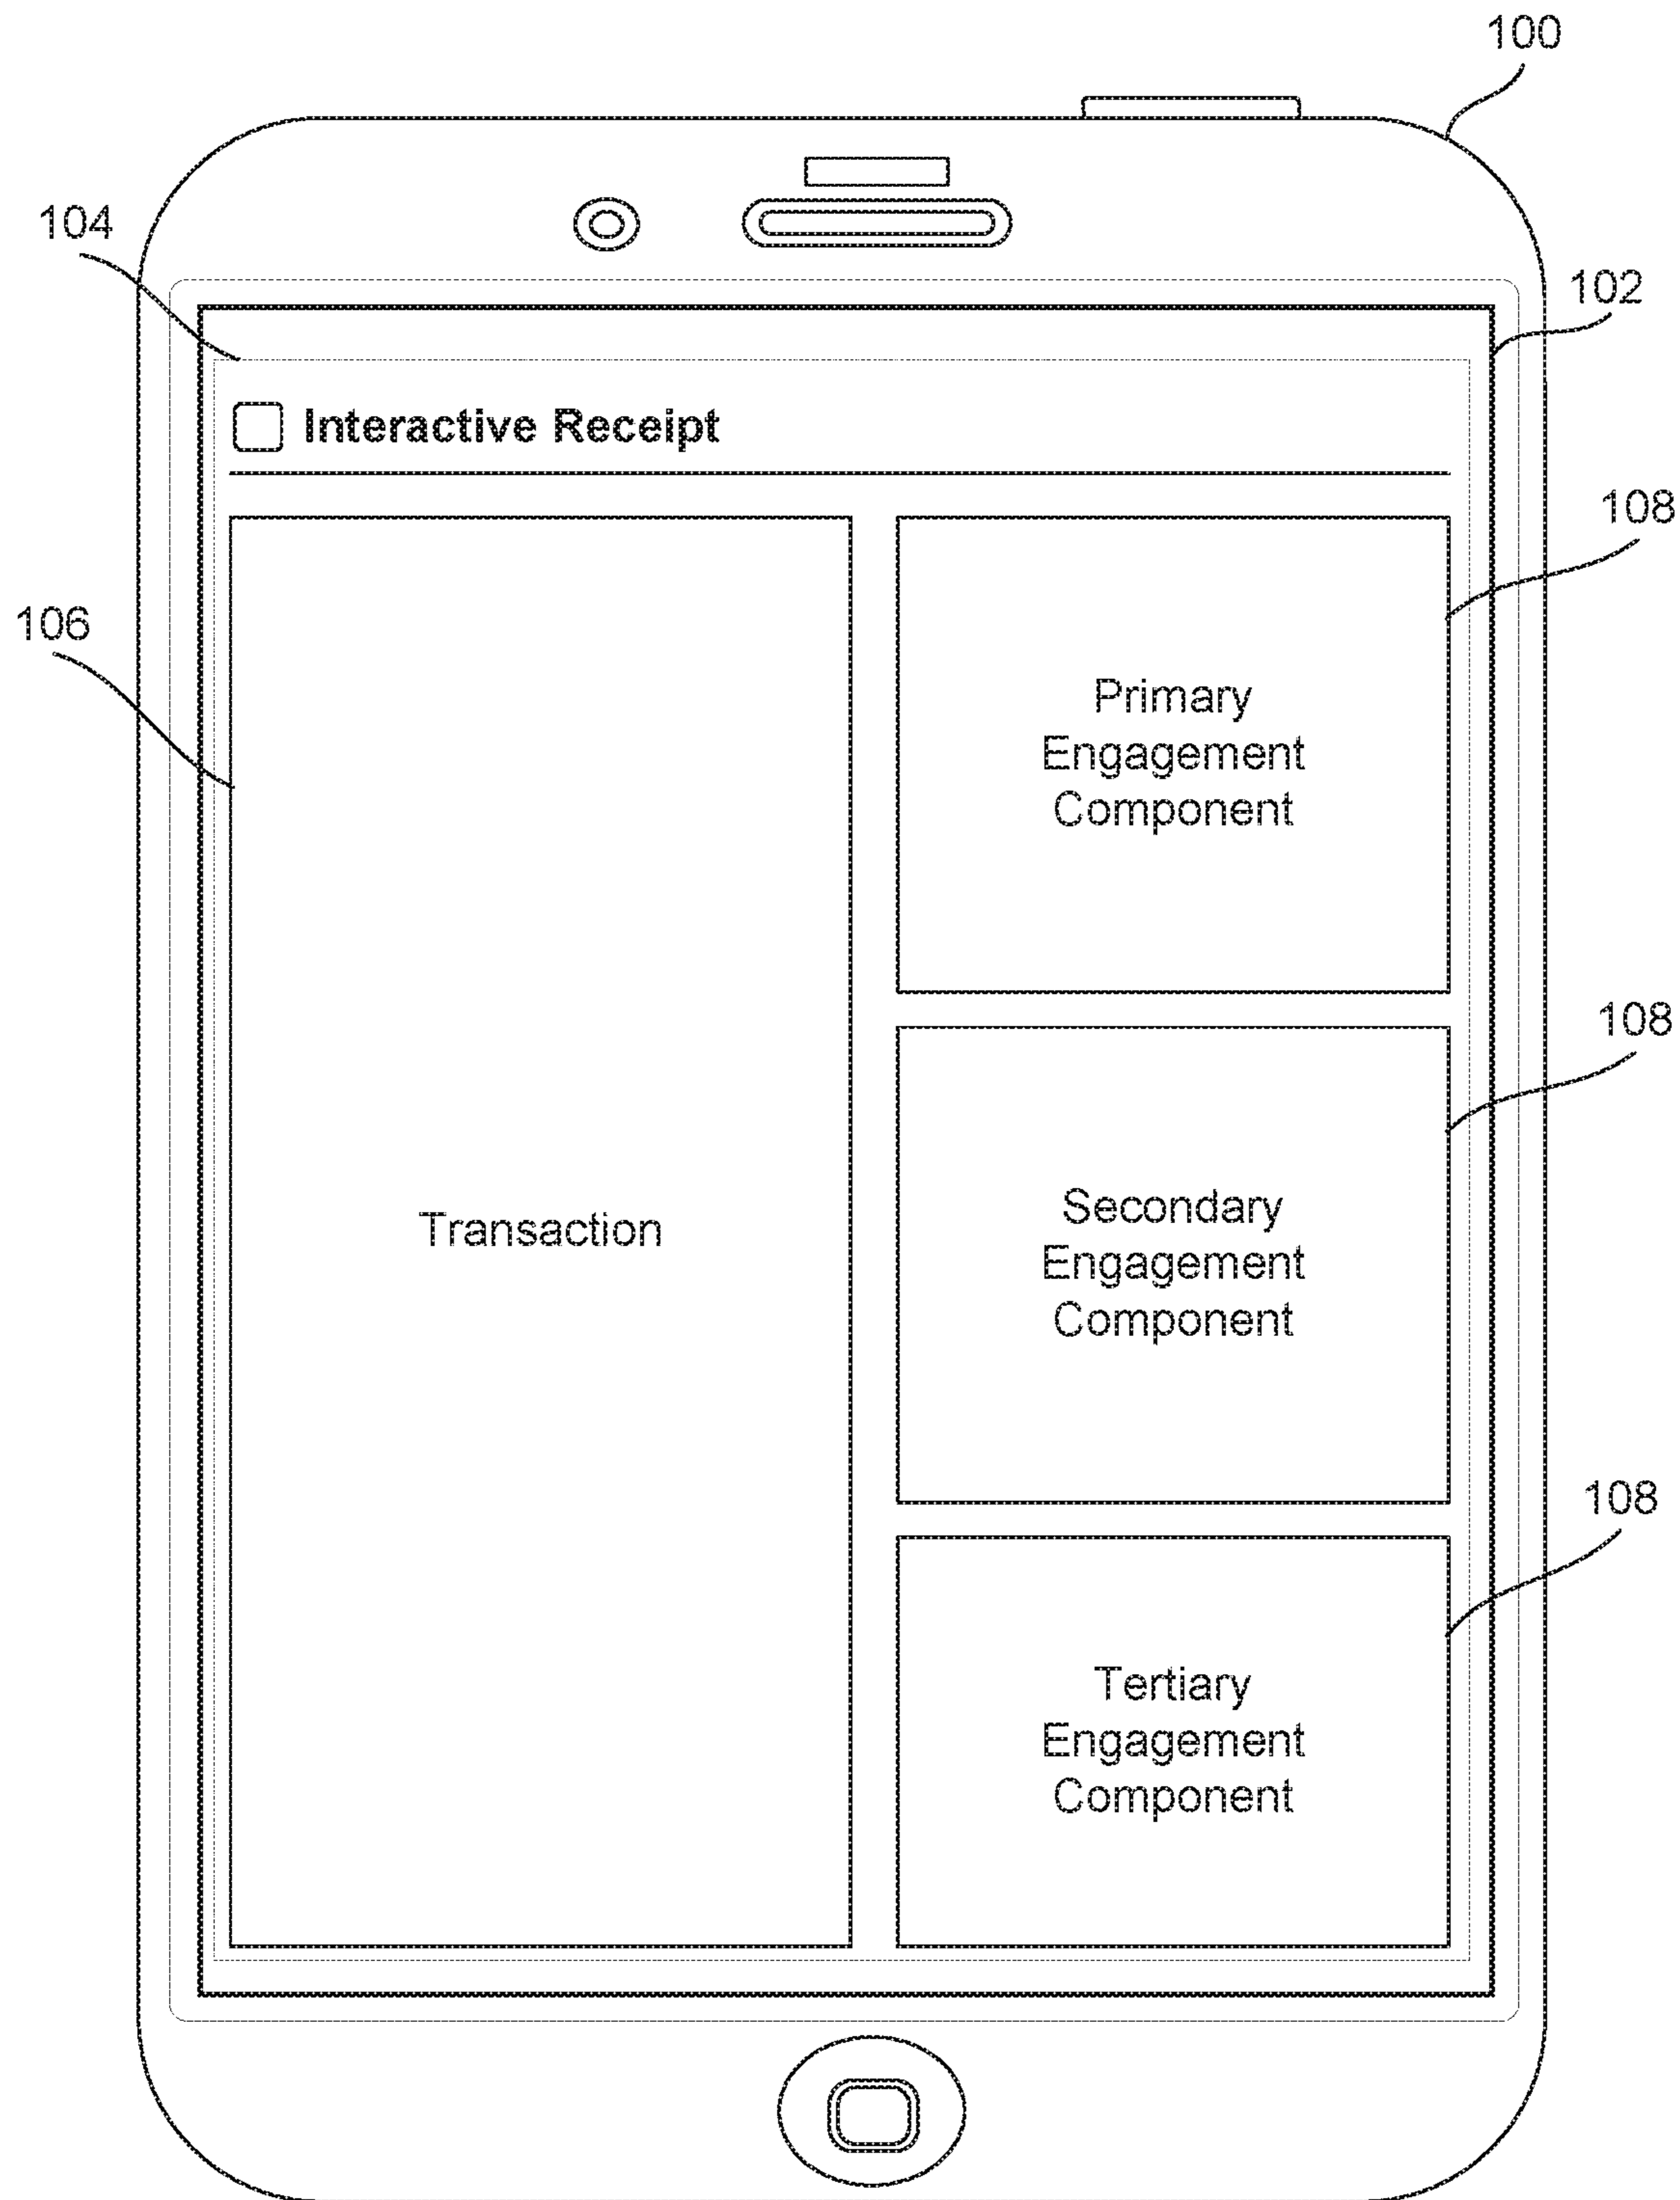 100
104
102
Interactive Receipt
108
106
Primary
Engagement
Component
108
Transaction
Secondary
Engagement
Component
108
Tertiary
Engagement
Component